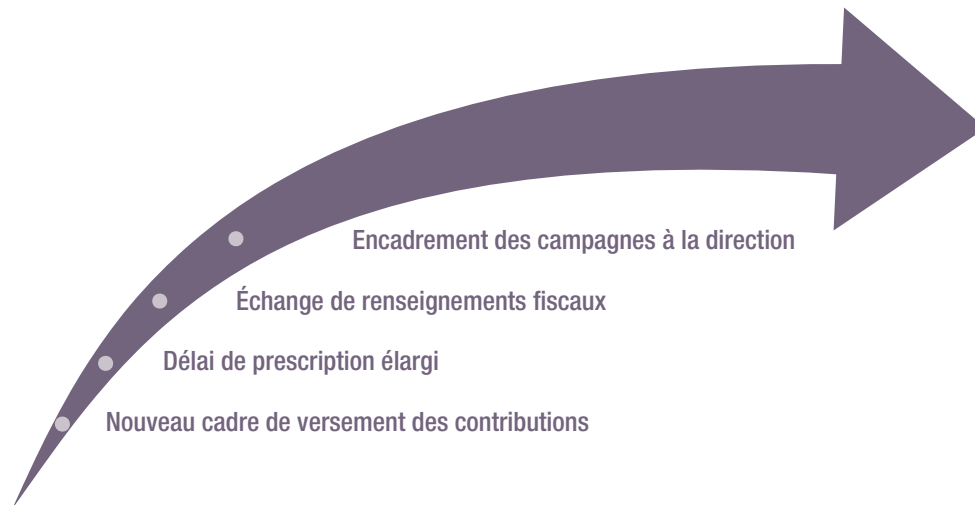 Encadrement des campagnes à la direction
Échange de renseignements fiscaux
Délai de prescription élargi
Nouveau cadre de versement des contributions